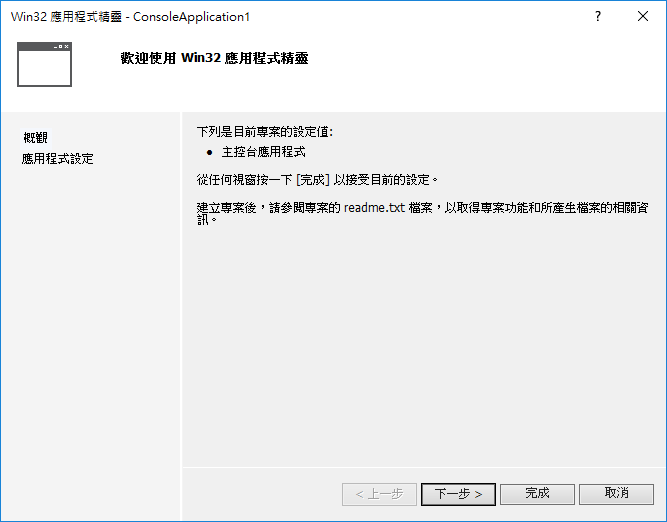 Win32 應用程式精靈 - ConsoleApplication1
?
歡迎使用 Win32 應用程式精靈
概觀
應用程式設定
下列是目前專案的設定值:
• 主控台應用程式
從任何視窗按一下 [完成] 以接受目前的設定。
建立專案後，請參閱專案的 readme.txt 檔案，以取得專案功能和所產生檔案的相關資
訊。
< 上一步
下一步 >
完成
取消